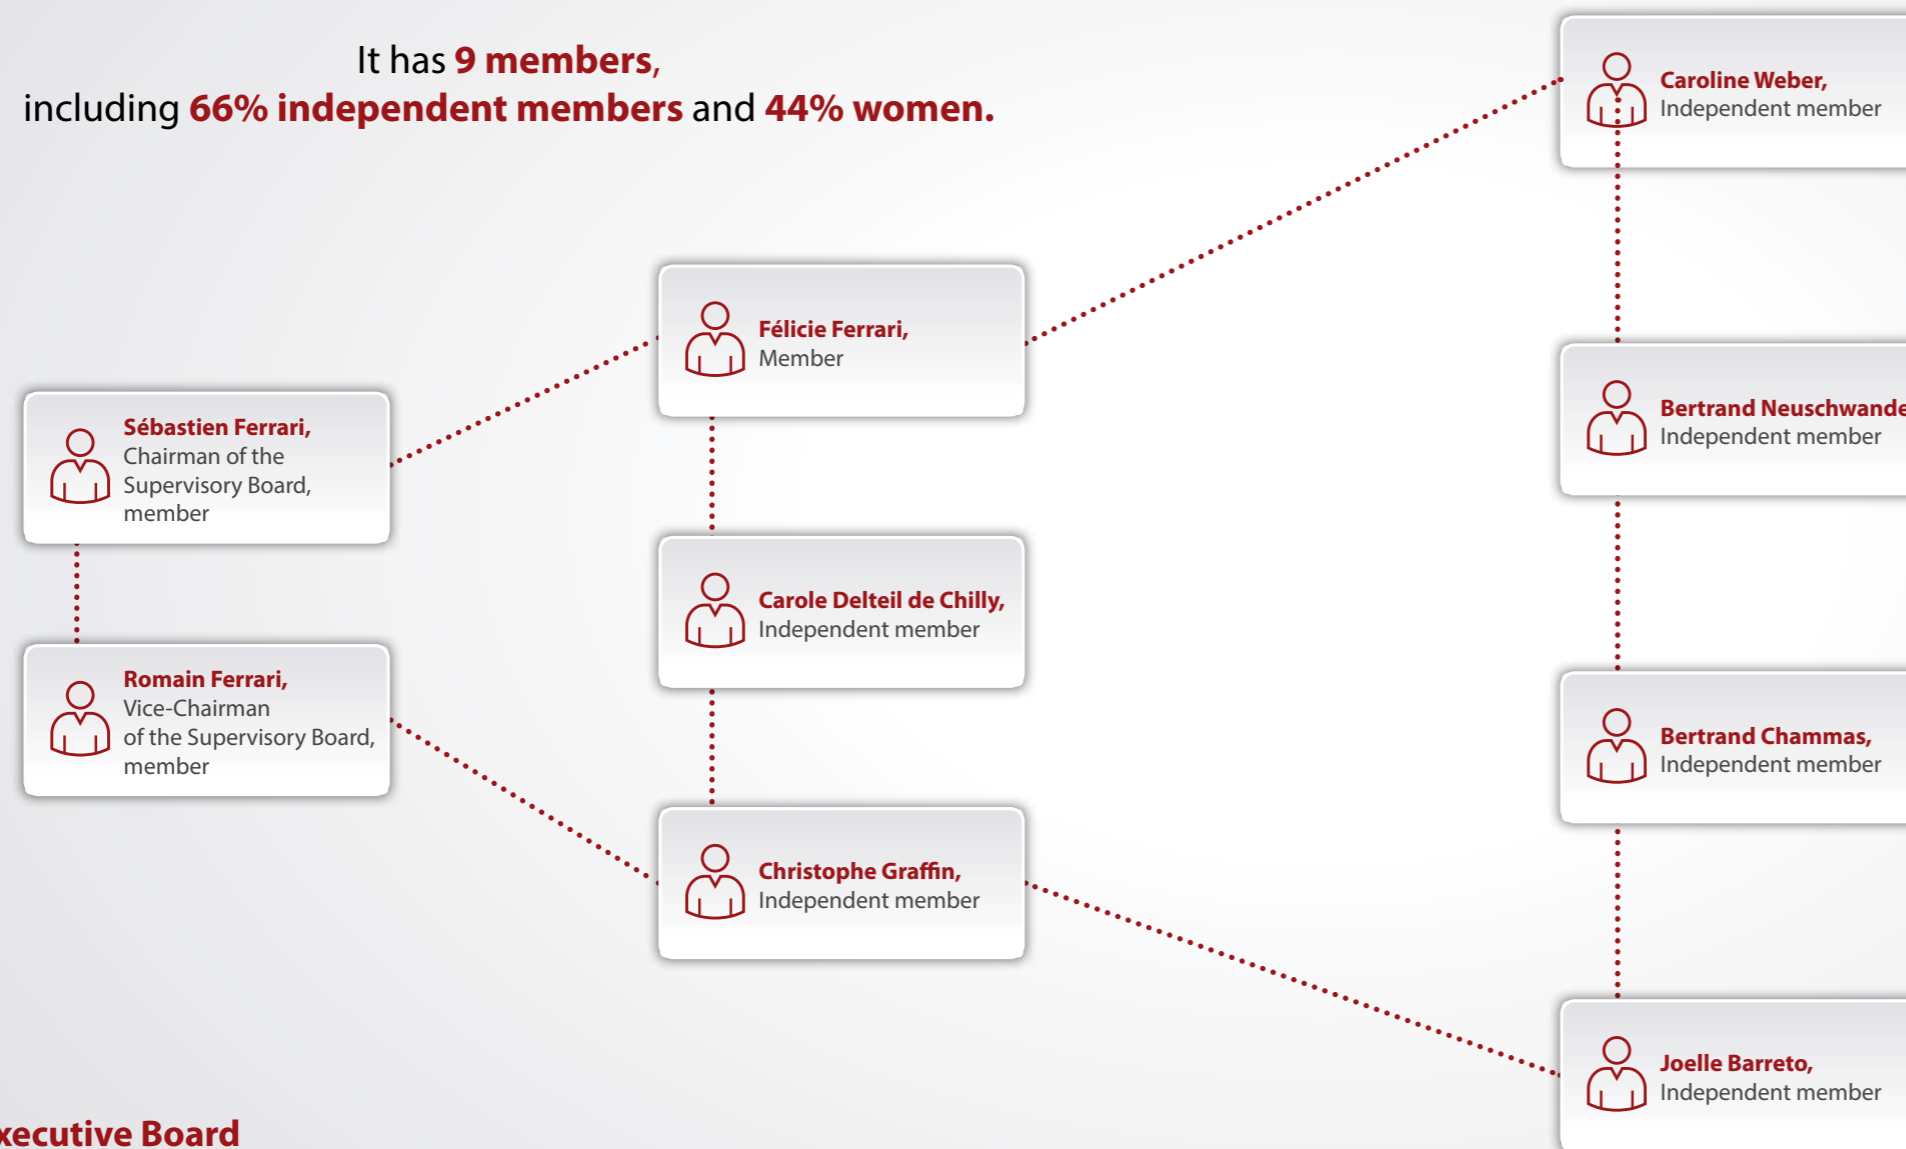 It has 9 members,
including 66% independent members and 44% women.
Sébastien Ferrari,
Chairman of the
Supervisory Board,
member
Romain Ferrari,
Vice-Chairman
of the Supervisory Board,
member
Félicie Ferrari,
Member
Carole Delteil de Chilly,
Independent member
Christophe Graffin,
Independent member
Caroline Weber,
Independent member
Bertrand Neuschwande
Independent member
Bertrand Chammas,
Independent member
Joelle Barreto,
Independent member
xecutive Board